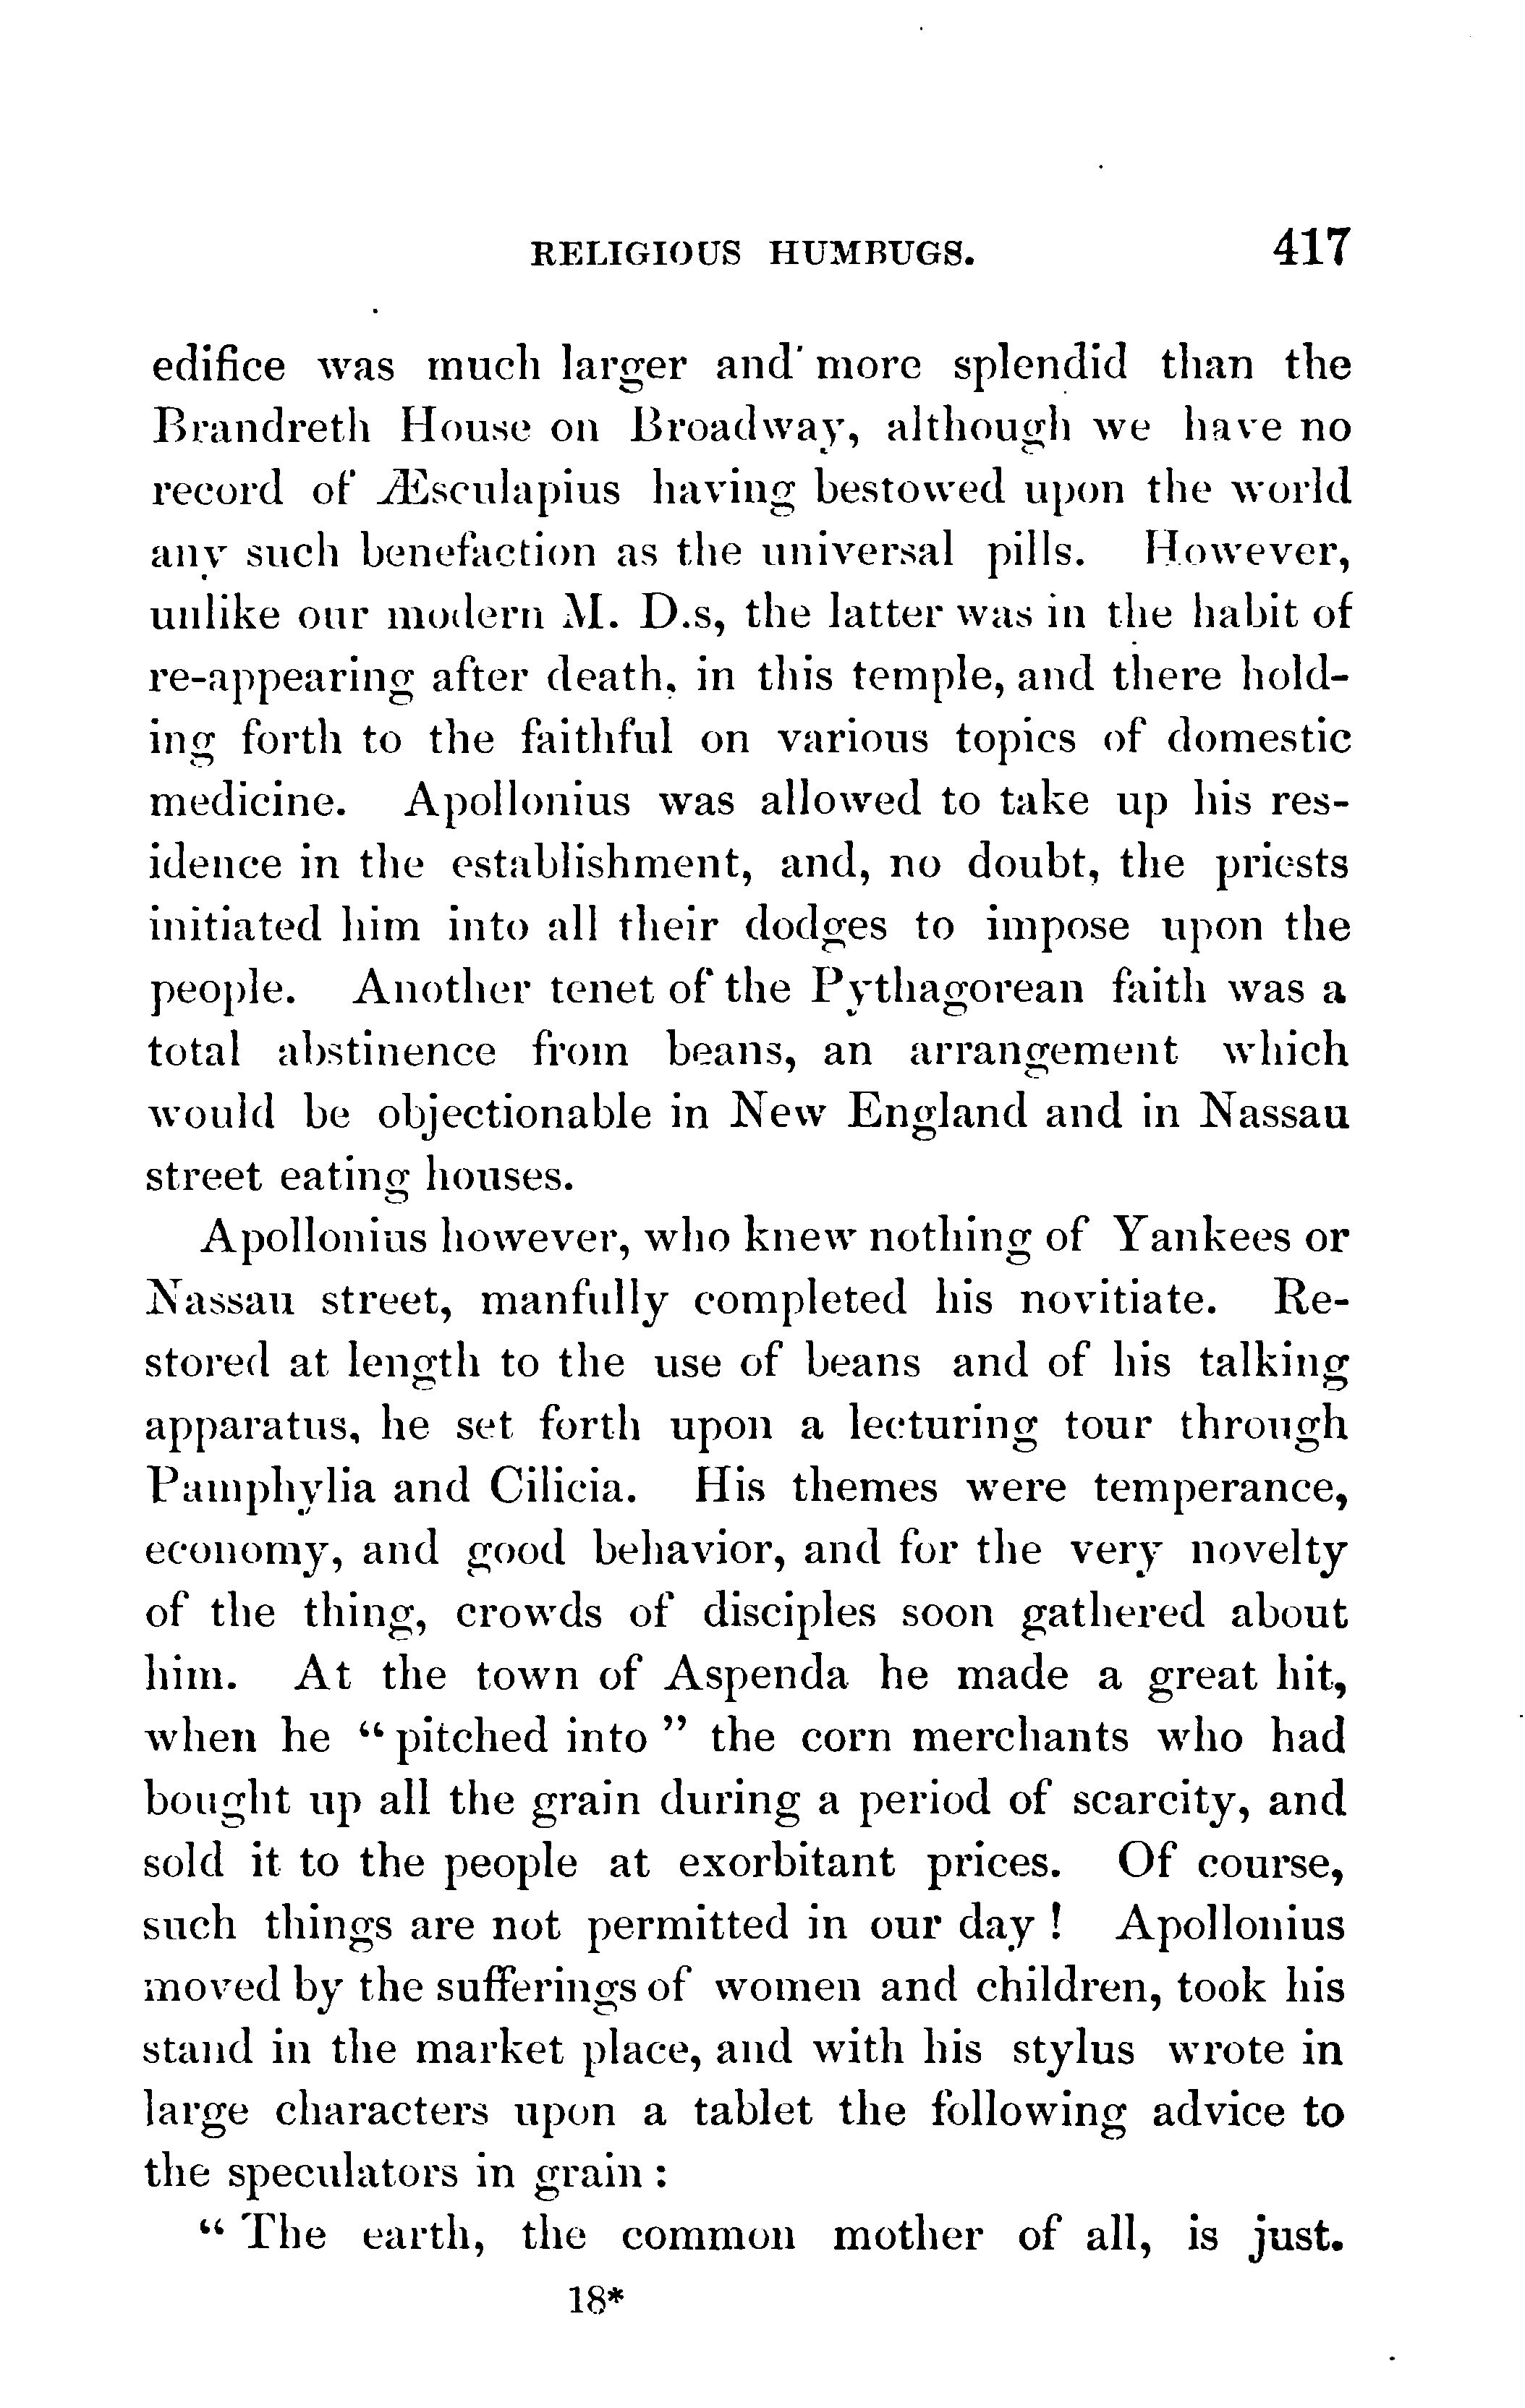 RELIGIOUS HUMBUGS. 417
edifice was much larger and more splendid than the
Brandreth House on Broadway, although we have no
record of Æsculapius having bestowed upon the world
any such benefaction as the universal pills. However,
unlike our modern M. D.s, the latter was in the habit of
re-appearing after death, in this temple, and there hold-
ing forth to the faithful on various topics of domestic
medicine. Apollonius was allowed to take up his res-
idence in the establishment, and, no doubt, the priests
initiated him into all their dodges to impose upon the
people. Another tenet of the Pythagorean faith was a
total abstinence from beans, an arrangement which
would be objectionable in New England and in Nassau
street eating houses.
Apollonius however, who knew nothing of Yankees or
Nassau street, manfully completed his novitiate. Re-
stored at length to the use of beans and of his talking
apparatus, he set forth upon a lecturing tour through
Pamphylia and Cilicia. His themes were temperance,
economy, and good behavior, and for the very novelty
of the thing, crowds of disciples soon gathered about
him. At the town of Aspenda he made a great hit,
when he “ pitched into ” the corn merchants who had
bought up all the grain during a period of scarcity, and
sold it to the people at exorbitant prices. Of course,
such things are not permitted in our day ! Apollonius
moved by the sufferings of women and children, took his
stand in the market place, and with his stylus wrote in
large characters upon a tablet the following advice to
the speculators in grain :
“ The earth, the common mother of all, is just.
18*